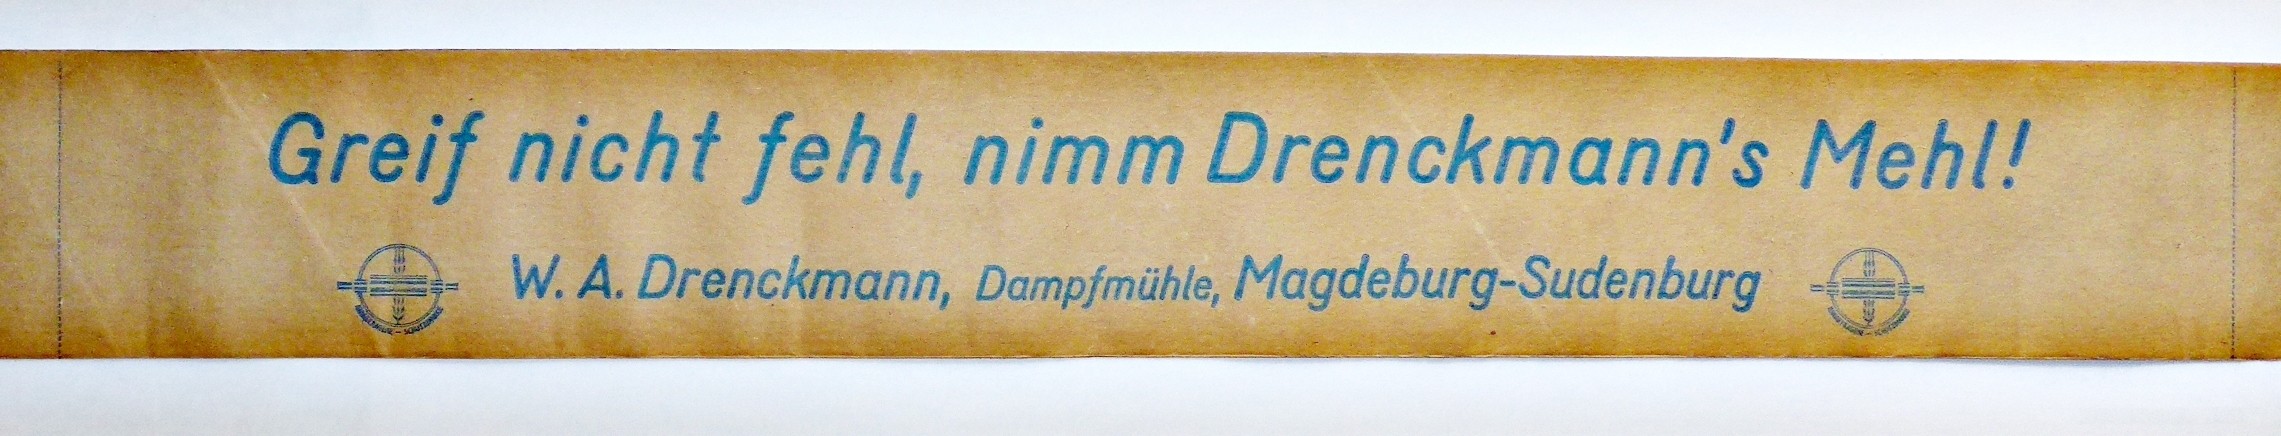 Greif nicht fehl, nimm Drenckmann's Mehl!
W. A. Drenckmann, Dampfmühle, Magdeburg-Sudenburg